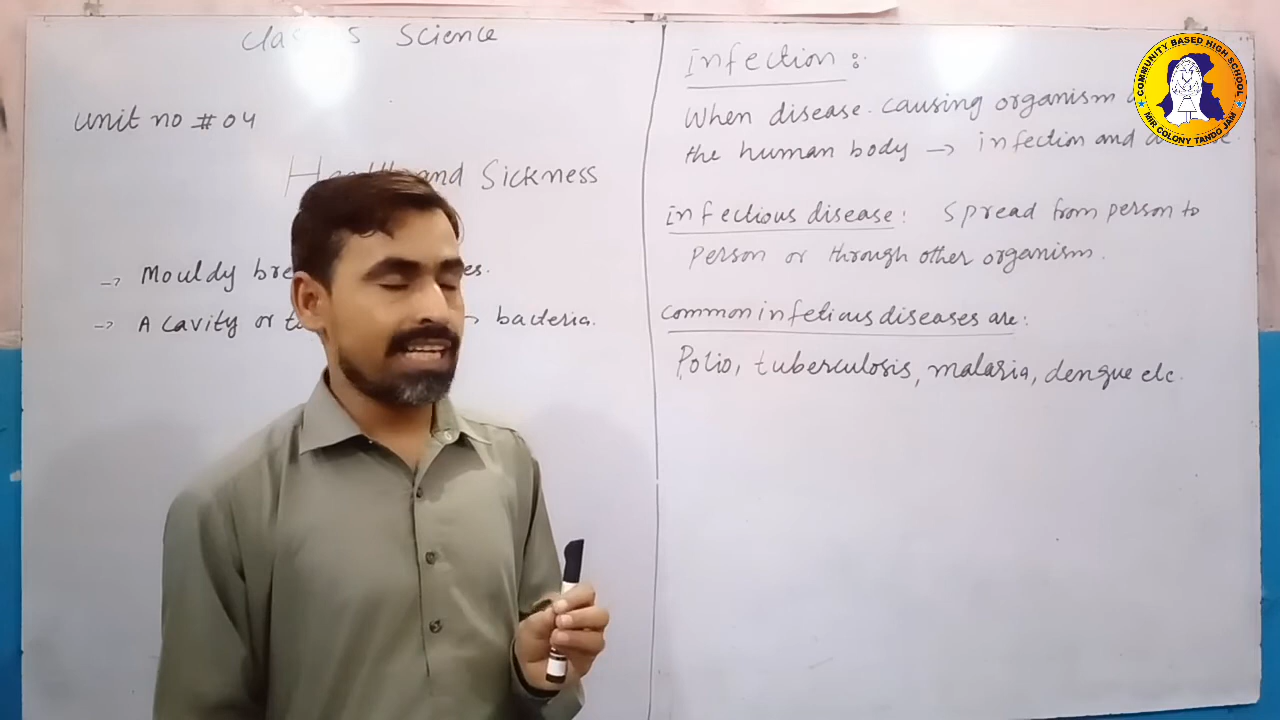 Class 5 Science
unit no # 04
and Sickness
→ Mouldy
→ A cavity or bacteria.
Infection :
When disease. causing organism
the human body → infection and
infectious disease: Spread from person to
person or through other organism.
Common infetious diseases are:
Polio, tuberculosis, malaria, dengue etc.
COMMUNITY BASED HIGH SCHOOL
MIR COLONY TANDO JAM